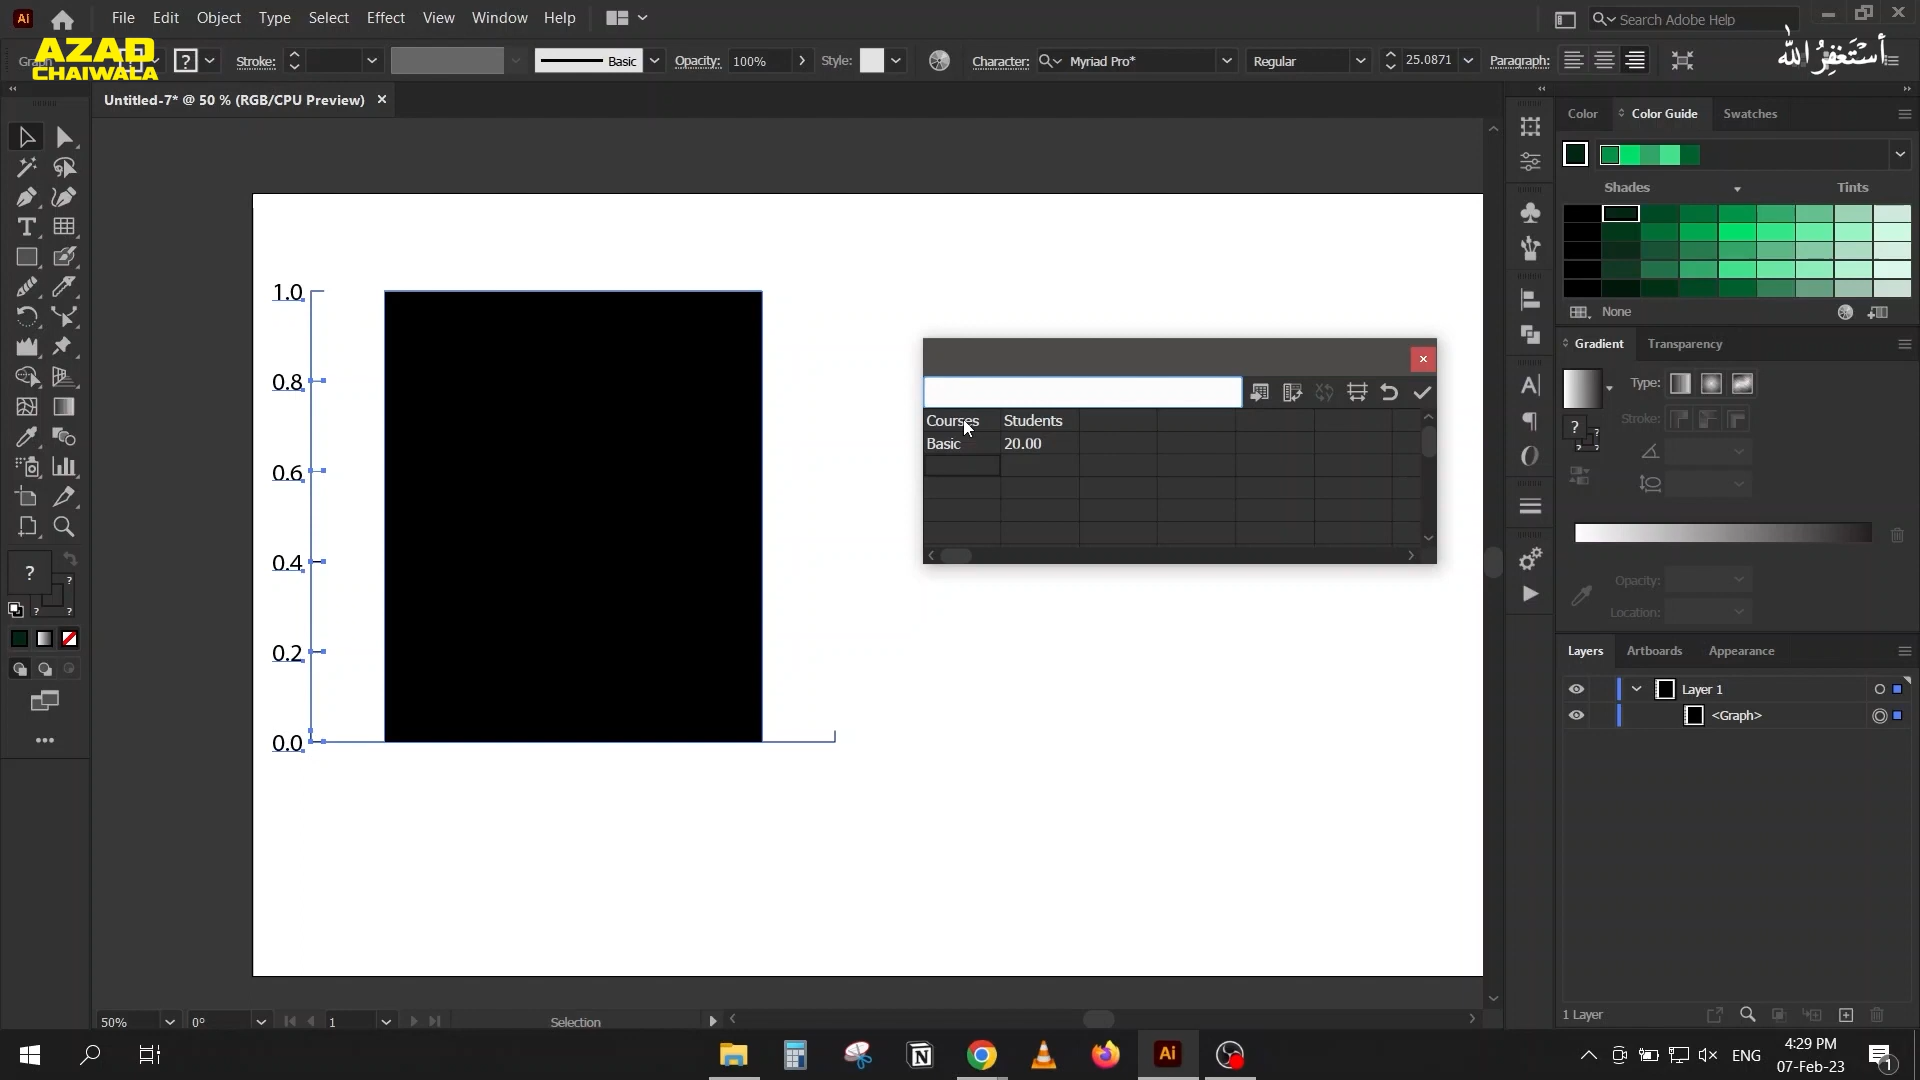 Ai File Edit Object Type Select Effect View Window Help Search Adobe Help
AZAD
CHAIWALA
أستغفر الله
? Stroke: Basic Opacity: 100% Style: Character: Myriad Pro* Regular 25.0871 Paragraph:
Untitled-7* @ 50 % (RGB/CPU Preview) ×
Color Color Guide Swatches
Shades Tints
None
1.0
0.8
0.6
0.4
0.2
0.0
Courses Students
Basic 20.00
Gradient Transparency
Type:
Stroke:
?
?
Opacity:
Location:
?
?
? ?
Layers Artboards Appearance
Layer 1
<Graph>
1 Layer
50% 0° 1 Selection
Ai ENG
4:29 PM
07-Feb-23
1